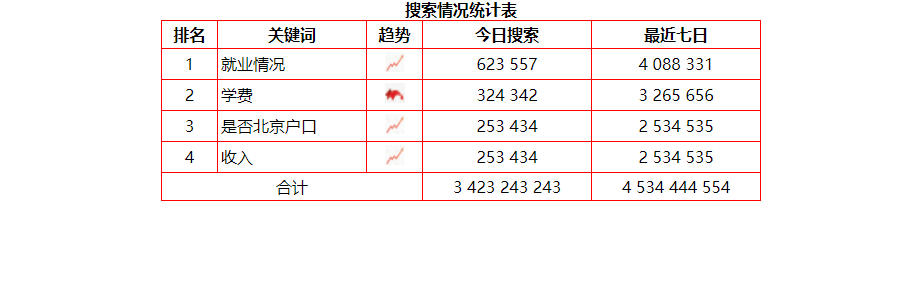 搜索情况统计表
排名 关键词 趋势 今日搜索 最近七日
1 就业情况 623 557 4 088 331
2 学费 324 342 3 265 656
3 是否北京户口 253 434 2 534 535
4 收入 253 434 2 534 535
合计 3 423 243 243 4 534 444 554